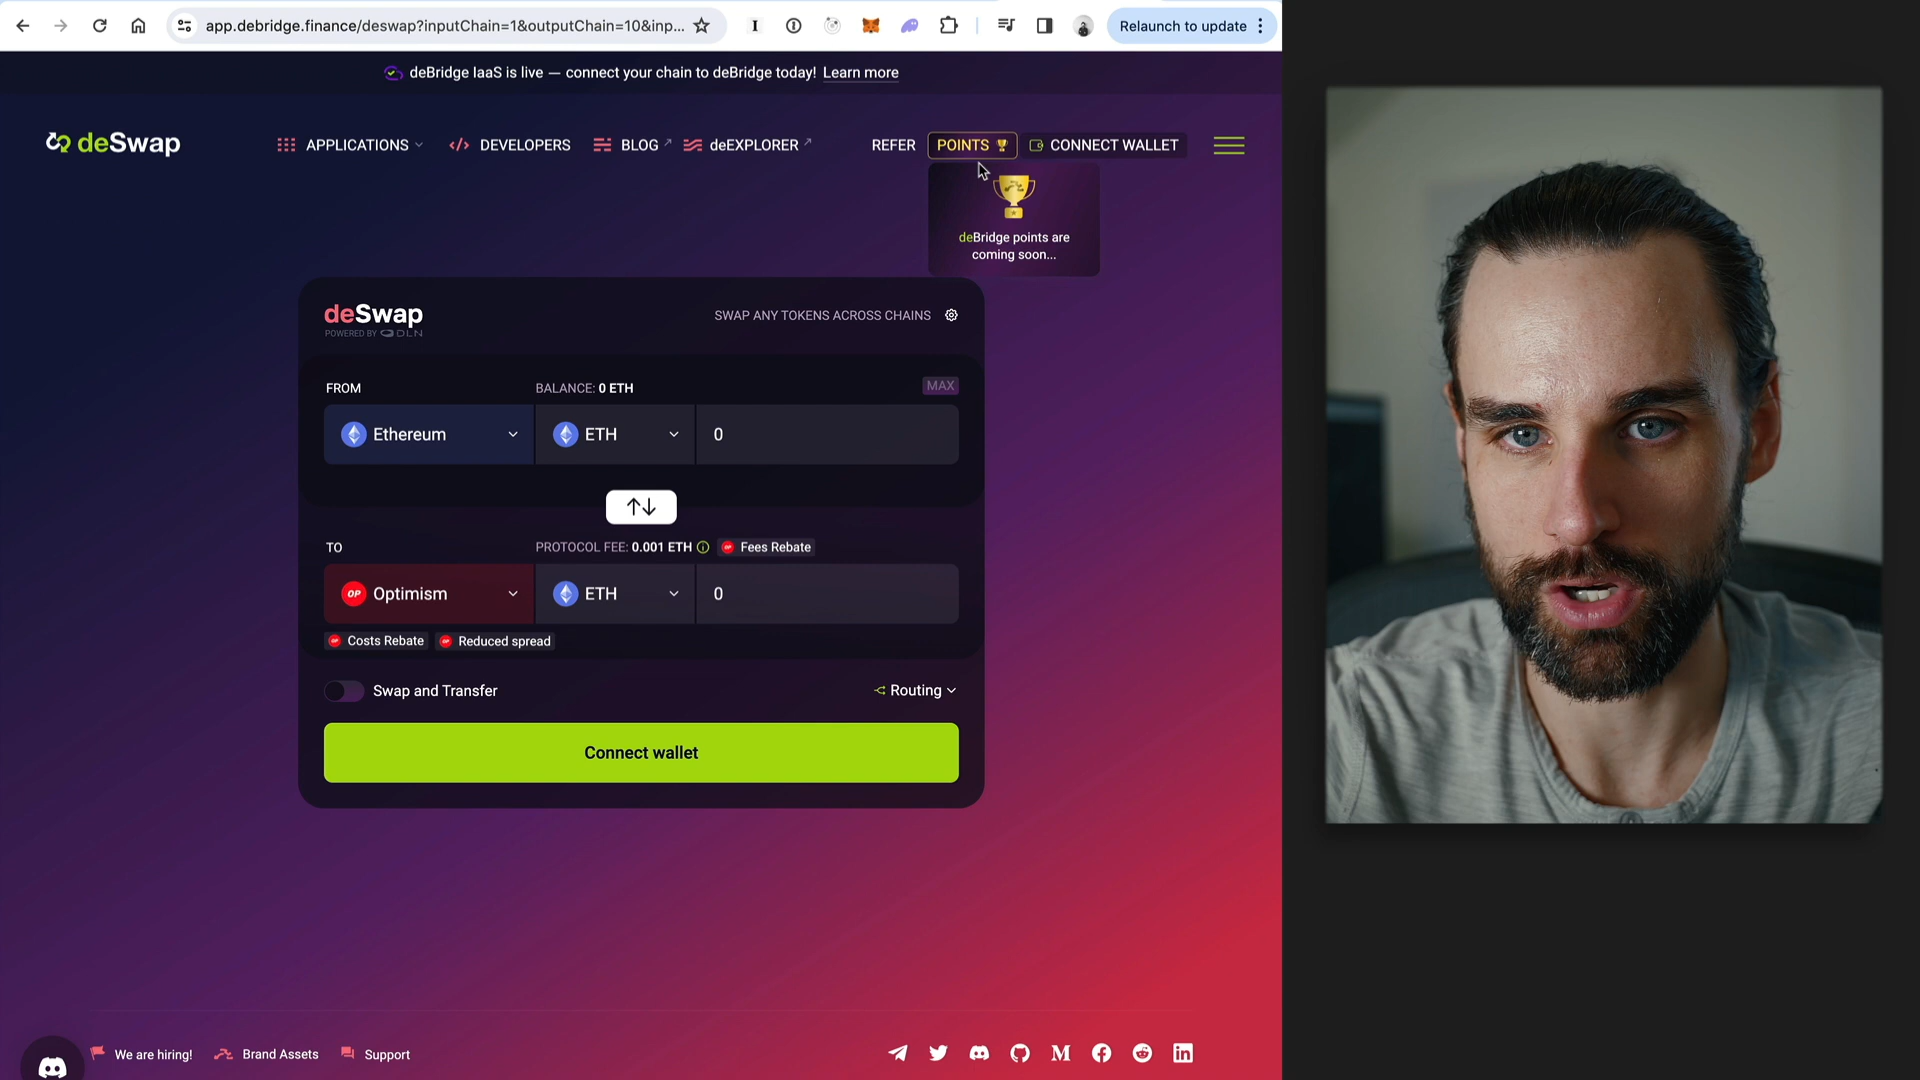 app.debridge.finance/deswap?inputChain=1&outputChain=10&inp...
Relaunch to update
deBridge IaaS is live — connect your chain to deBridge today! Learn more
deSwap
APPLICATIONS
DEVELOPERS
BLOG
deEXPLORER
REFER
POINTS
CONNECT WALLET
deBridge points are
coming soon...
deSwap
POWERED BY DLN
SWAP ANY TOKENS ACROSS CHAINS
FROM
BALANCE: 0 ETH
MAX
Ethereum
ETH
0
TO
PROTOCOL FEE: 0.001 ETH
OP
Fees Rebate
OP
Optimism
ETH
0
OP
Costs Rebate
OP
Reduced spread
Swap and Transfer
Routing
Connect wallet
We are hiring!
Brand Assets
Support